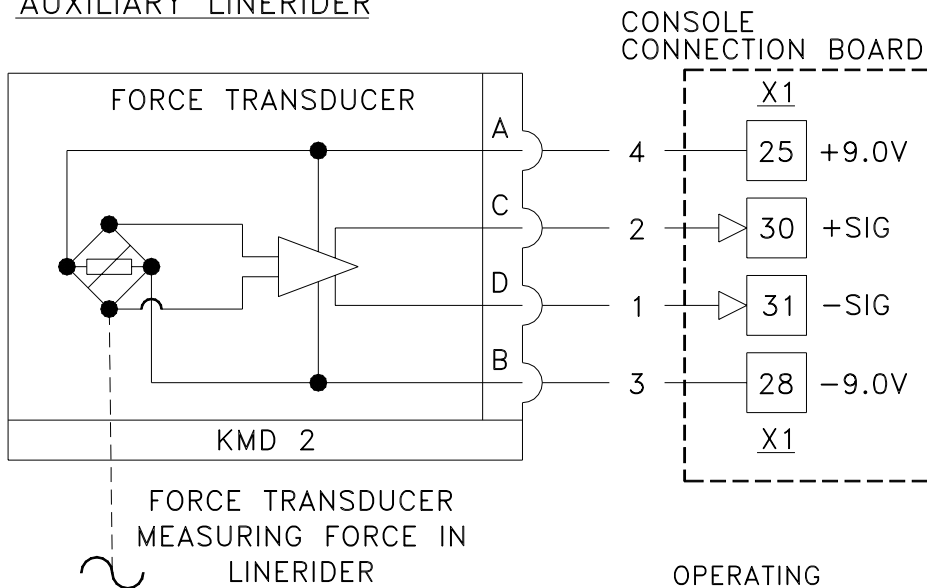 AUXILIARY LINERIDER
CONSOLE
CONNECTION BOARD
FORCE TRANSDUCER
X1
A
4
25
+9.0V
C
2
30
+SIG
D
1
31
-SIG
B
3
28
-9.0V
KMD 2
X1
FORCE TRANSDUCER
MEASURING FORCE IN
LINERIDER
OPERATING